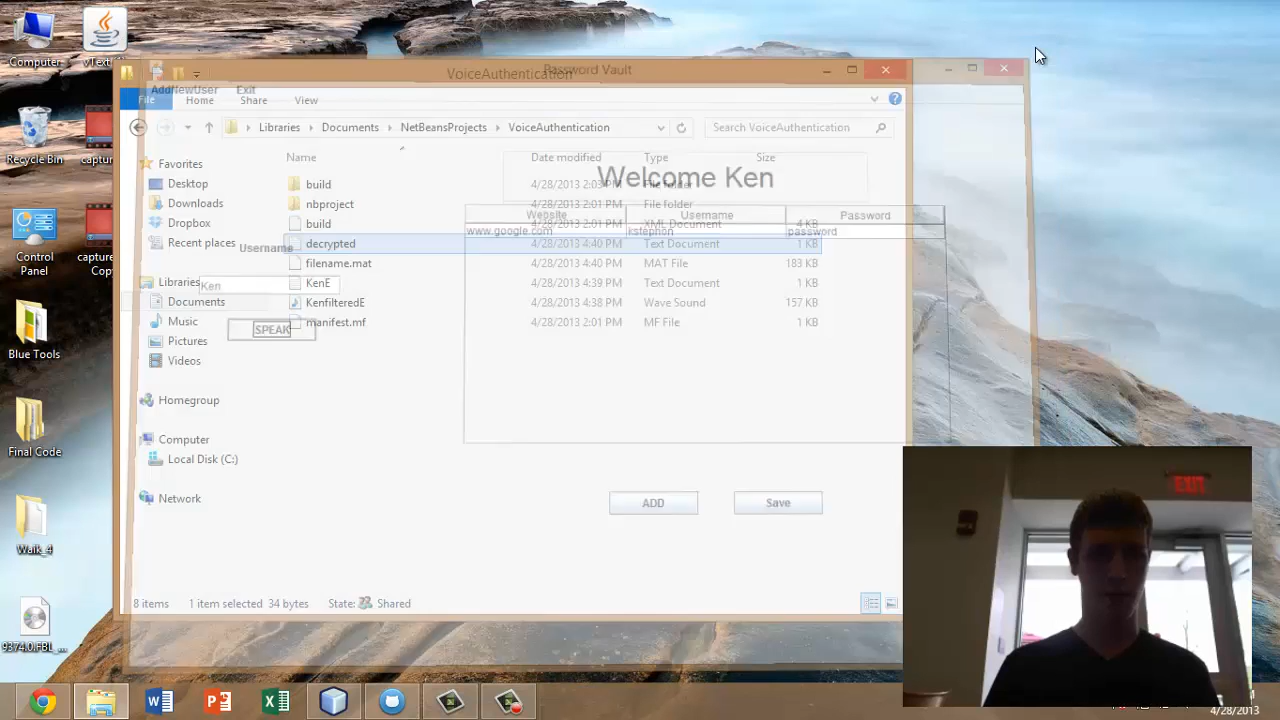 Computer
vText
Recycle Bin
captu
Control
Panel
capture
Cop
Blue Tools
Final Code
Waik_4
9374.0.FBL_...
VoiceAuthentication
Password Vault
AddNewUser
Exit
File
Home
Share
View
Libraries
Documents
NetBeansProjects
VoiceAuthentication
Search VoiceAuthentication
Favorites
Desktop
Downloads
Dropbox
Recent places
Libraries
Documents
Music
Pictures
Videos
Homegroup
Computer
Local Disk (C:)
Network
Username
Ken
SPEAK
Name Date modified Type Size
build 4/28/2013 2:03 PM File folder
nbproject 4/28/2013 2:01 PM File folder
build 4/28/2013 2:01 PM XML Document 4 KB
decrypted 4/28/2013 4:40 PM Text Document 1 KB
filename.mat 4/28/2013 4:40 PM MAT File 183 KB
KenE 4/28/2013 4:39 PM Text Document 1 KB
KenfilteredE 4/28/2013 4:38 PM Wave Sound 157 KB
manifest.mf 4/28/2013 2:01 PM MF File 1 KB
Welcome Ken
Website Username Password
www.google.com kstephon password
ADD
Save
8 items 1 item selected 34 bytes State: Shared
EXIT
4/28/2013